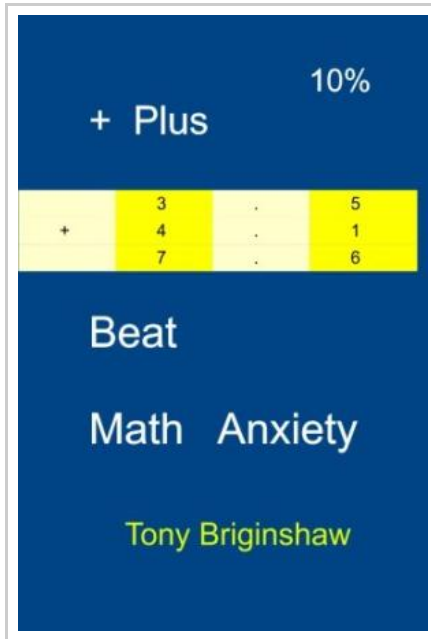 10%
+ Plus
3 . 5
+ 4 . 1
7 . 6
Beat
Math Anxiety
Tony Briginshaw